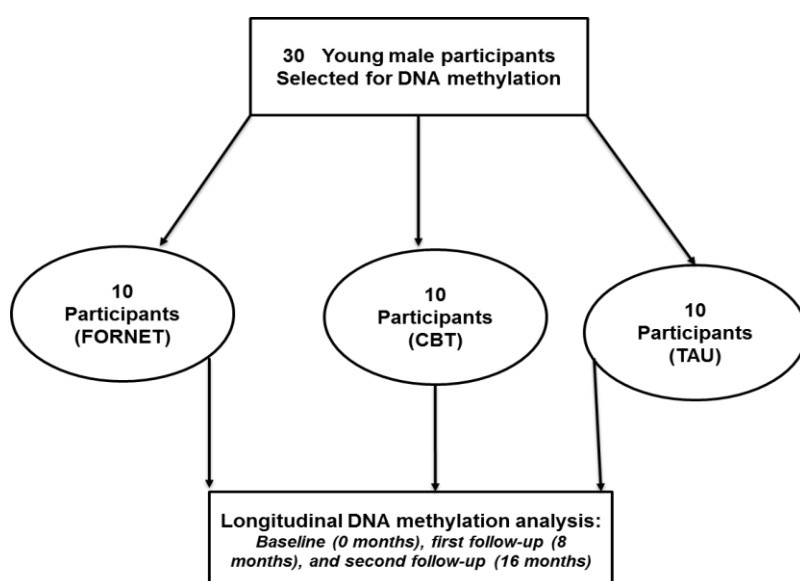 30 Young male participants
Selected for DNA methylation
10
Participants
(FORNET)
10
Participants
(CBT)
10
Participants
(TAU)
Longitudinal DNA methylation analysis:
Baseline (0 months), first follow-up (8
months), and second follow-up (16 months)